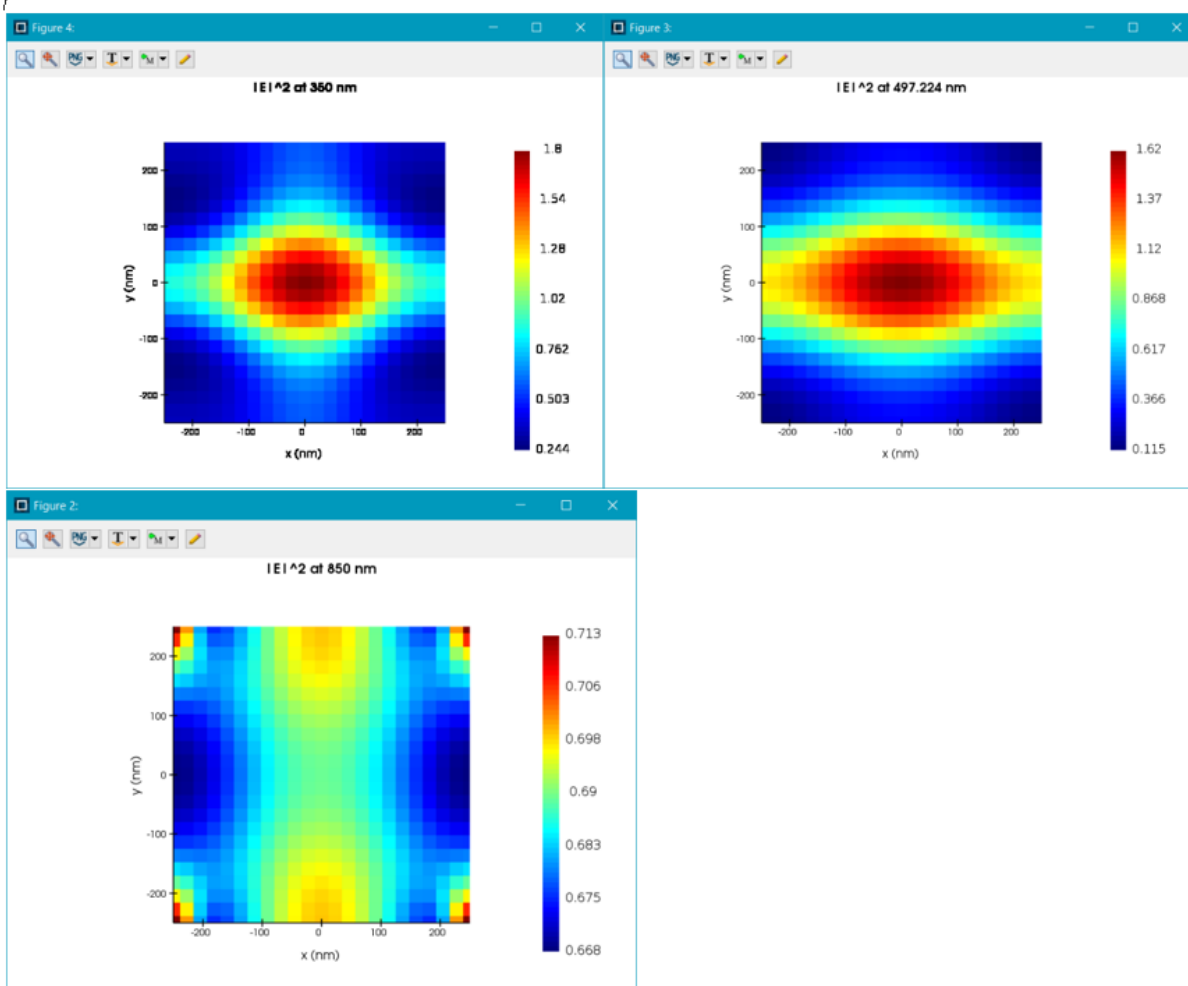 Figure 4:
PNG T M
|E|^2 at 350 nm
200
100
0
-100
-200
y (nm)
-200 -100 0 100 200
x (nm)
1.8
1.54
1.28
1.02
0.762
0.503
0.244
Figure 3:
PNG T M
|E|^2 at 497.224 nm
200
100
0
-100
-200
y (nm)
-200 -100 0 100 200
x (nm)
1.62
1.37
1.12
0.868
0.617
0.366
0.115
Figure 2:
PNG T M
|E|^2 at 850 nm
200
100
0
-100
-200
y (nm)
-200 -100 0 100 200
x (nm)
0.713
0.706
0.698
0.69
0.683
0.675
0.668